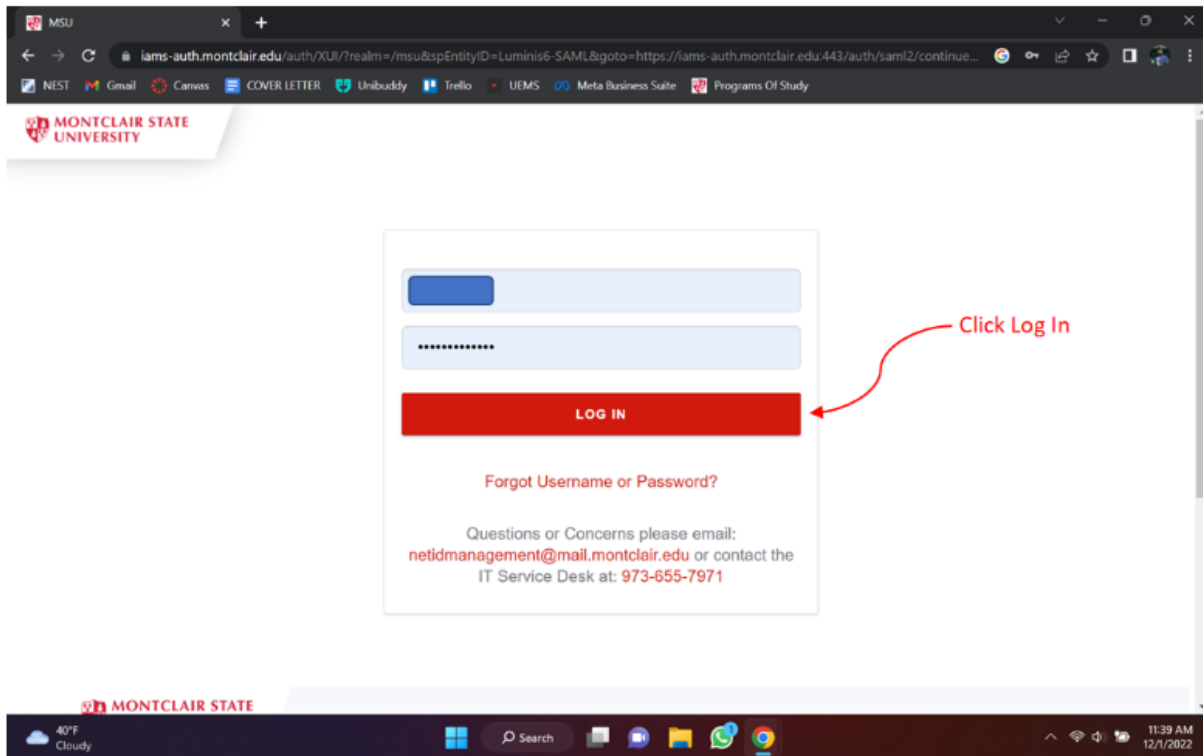 MSU
iams-auth.montclair.edu/auth/XUI/?realm=/msu&spEntityID=Luminis6-SAML&goto=https://iams-auth.montclair.edu:443/auth/saml2/continue...
NEST Gmail Canvas COVER LETTER Unibuddy Trello UEMS Meta Business Suite Programs Of Study
MONTCLAIR STATE
UNIVERSITY
Click Log In
LOG IN
Forgot Username or Password?
Questions or Concerns please email:
netidmanagement@mail.montclair.edu or contact the
IT Service Desk at: 973-655-7971
MONTCLAIR STATE
40°F
Cloudy
Search
11:39 AM
12/1/2022